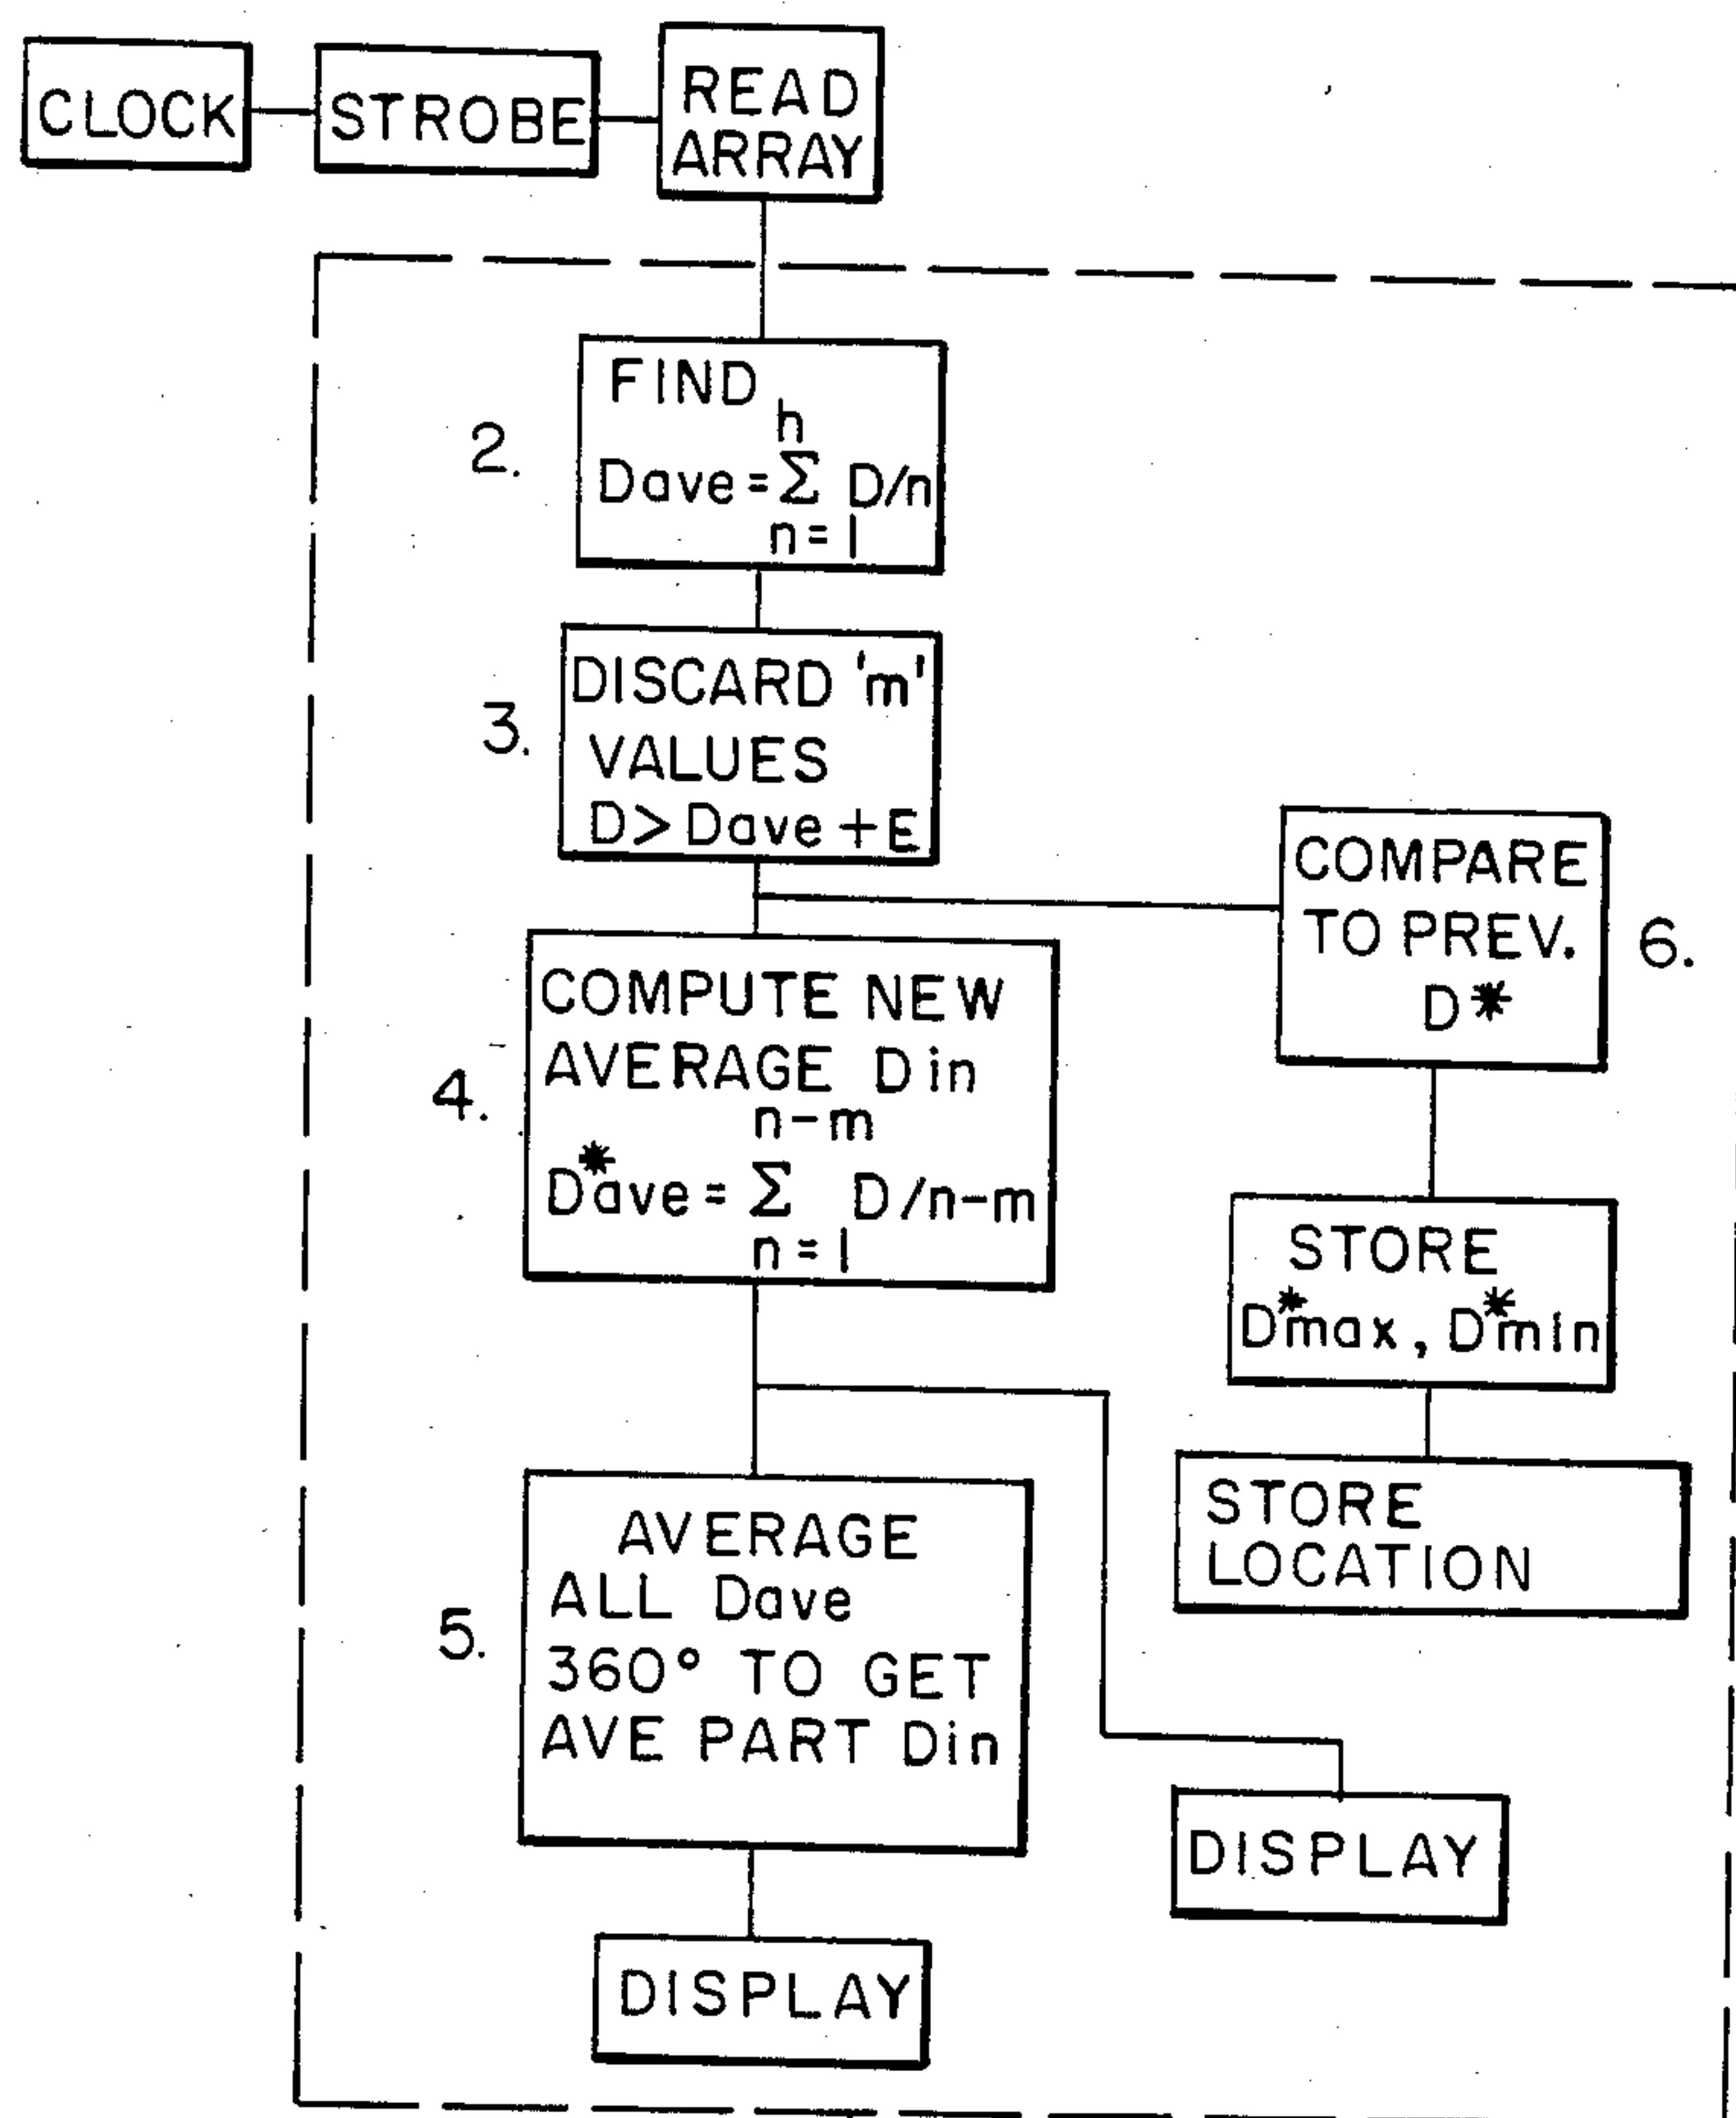 CLOCK
STROBE
READ
ARRAY
2.
FIND
h
Dave=Σ D/n
n=1
3.
DISCARD 'm'
VALUES
D>Dave+E
COMPARE
TO PREV.
D*
6.
4.
COMPUTE NEW
AVERAGE Din
n-m
D*ave=Σ D/n-m
n=1
STORE
D*max, D*min
STORE
LOCATION
5.
AVERAGE
ALL Dave
360° TO GET
AVE PART Din
DISPLAY
DISPLAY